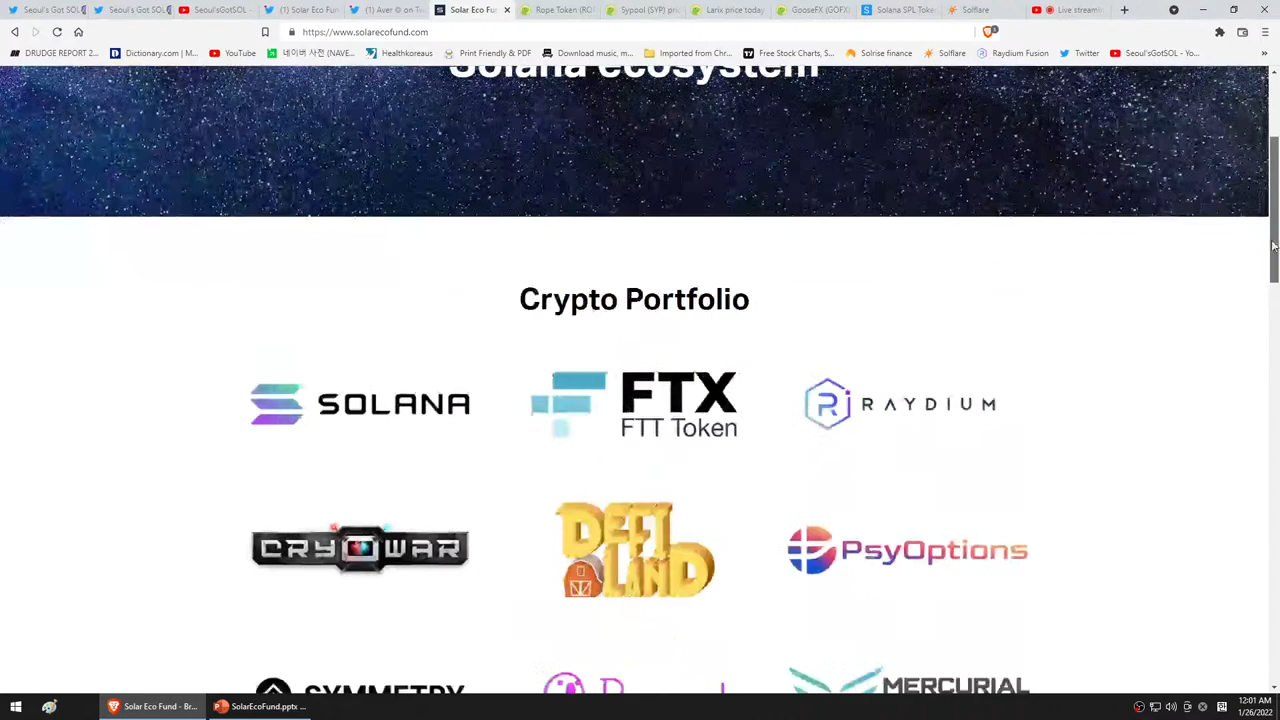 Seoul's Got SOL
Seoul's Got SOL
Seoul'sGotSOL -
(1) Solar Eco Fun
(1) Aver ◎ on Tw
Solar Eco Fun
Rope Token (RO
Sypool (SYP) pric
Larix price today
GooseFX (GOFX
Solana SPL Toke
Solflare
Live streamin
https://www.solarecofund.com
DRUDGE REPORT 2...
Dictionary.com | M...
YouTube
네이버 사전 (NAVE...
Healthkoreaus
Print Friendly & PDF
Download music, m...
Imported from Chr...
Free Stock Charts, S...
Solrise finance
Solflare
Raydium Fusion
Twitter
Seoul'sGotSOL - Yo...
Solana ecosystem
Crypto Portfolio
SOLANA
FTX
FTT Token
RAYDIUM
CRYOWAR
DEFI
LAND
PsyOptions
SYMMETRY
MERCURIAL
Solar Eco Fund - Br...
SolarEcoFund.pptx ...
12:01 AM
1/26/2022